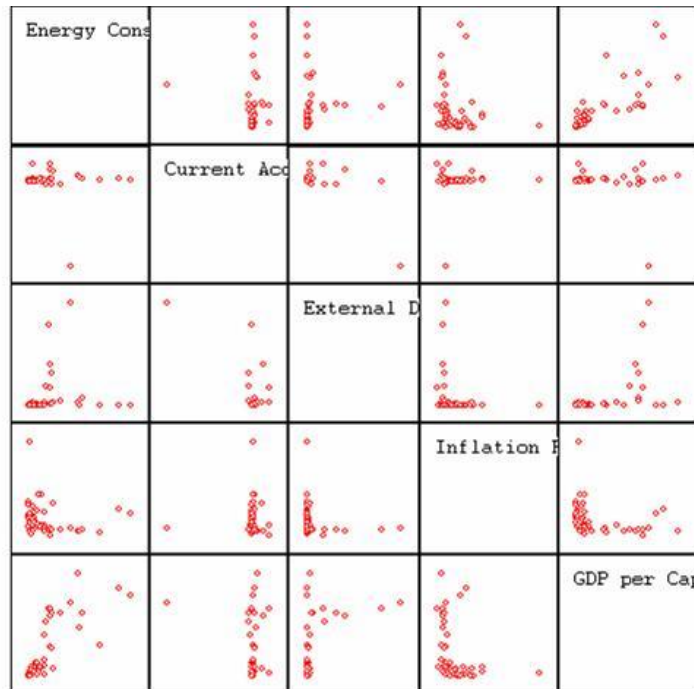 Energy Cons
Current Acc
External D
Inflation
GDP per Cap